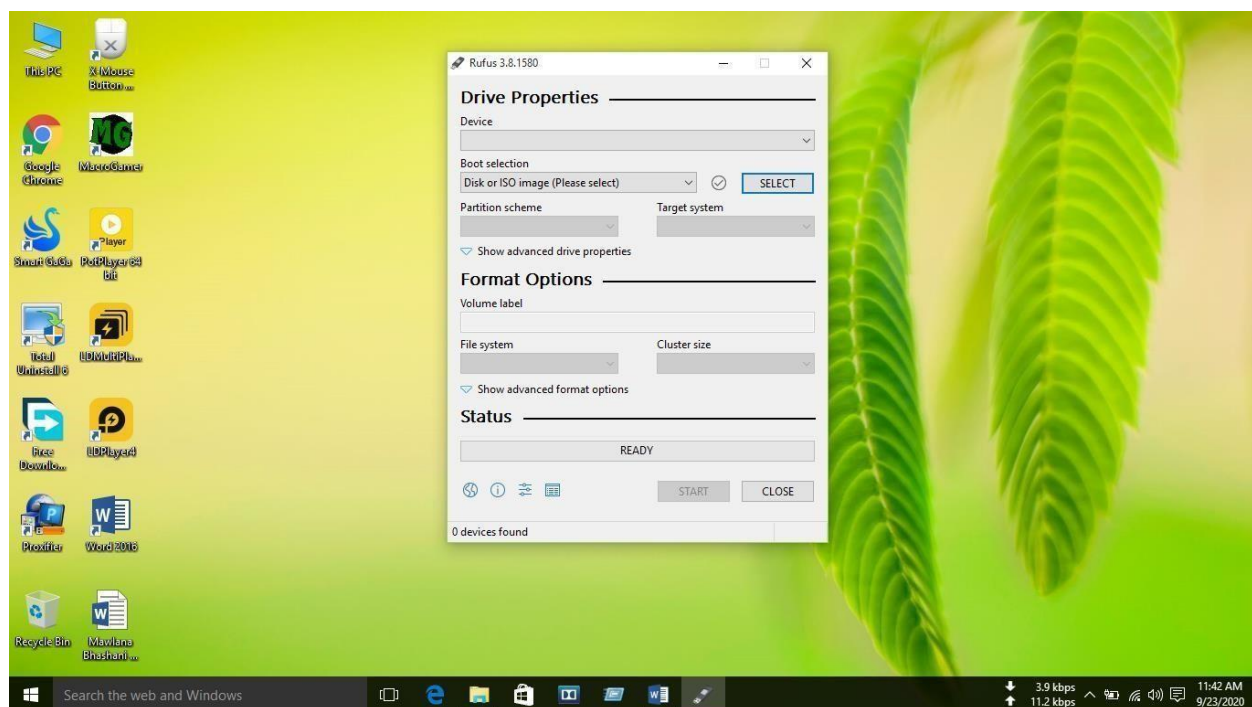 This PC
X Mouse
Button ...
Google
Chrome
MG
MacroGamer
Smart GaGa
Player
PotPlayer 64
bit
Total
Uninstall 6
LDMultiPla...
Free
Downlo...
LDPlayer4
P
Proxifier
W
Word 2016
Recycle Bin
W
Mawlana
Bhashani ...
Rufus 3.8.1580
Drive Properties
Device
Boot selection
Disk or ISO image (Please select)
SELECT
Partition scheme
Target system
Show advanced drive properties
Format Options
Volume label
File system
Cluster size
Show advanced format options
Status
READY
START
CLOSE
0 devices found
Search the web and Windows
3.9 kbps
11.2 kbps
11:42 AM
9/23/2020